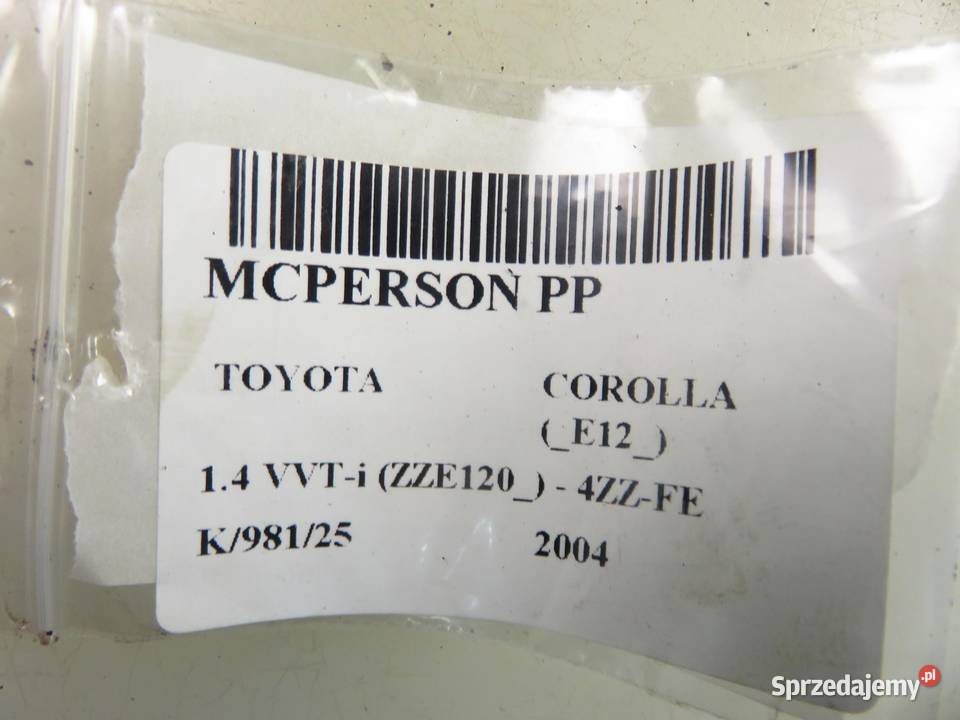 MCPERSON PP
TOYOTA COROLLA
(_E12_)
1.4 VVT-i (ZZE120_) - 4ZZ-FE
K/981/25 2004
Sprzedajemy.pl